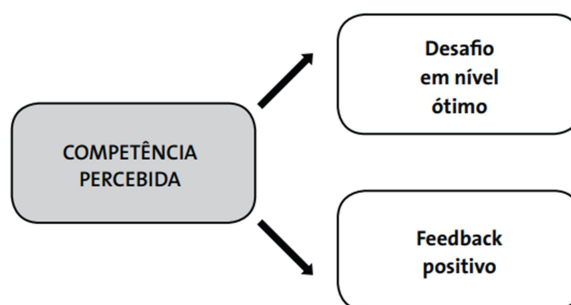 COMPETÊNCIA
PERCEBIDA
Desafio
em nível
ótimo
Feedback
positivo